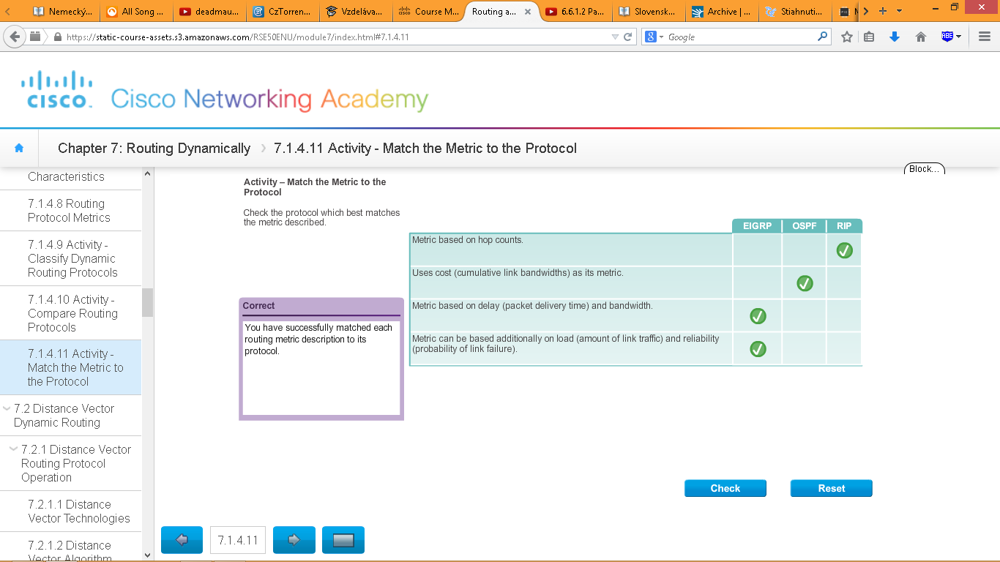 Nemecký...
All Song ...
deadmau...
CzTorren...
Vzdeláva...
Course M...
Routing a...
6.6.1.2 Pa...
Slovensk...
Archive | ...
Stiahnuti...
https://static-course-assets.s3.amazonaws.com/RSE50ENU/module7/index.html#7.1.4.11
Google
ABE
CISCO
Cisco Networking Academy
Chapter 7: Routing Dynamically
7.1.4.11 Activity - Match the Metric to the Protocol
Block...
Characteristics
7.1.4.8 Routing
Protocol Metrics
7.1.4.9 Activity -
Classify Dynamic
Routing Protocols
7.1.4.10 Activity -
Compare Routing
Protocols
7.1.4.11 Activity -
Match the Metric to
the Protocol
7.2 Distance Vector
Dynamic Routing
7.2.1 Distance Vector
Routing Protocol
Operation
7.2.1.1 Distance
Vector Technologies
7.2.1.2 Distance
Vector Algorithm
Activity – Match the Metric to the
Protocol
Check the protocol which best matches
the metric described.
EIGRP OSPF RIP
Metric based on hop counts.
Uses cost (cumulative link bandwidths) as its metric.
Metric based on delay (packet delivery time) and bandwidth.
Metric can be based additionally on load (amount of link traffic) and reliability
(probability of link failure).
Correct
You have successfully matched each
routing metric description to its
protocol.
Check
Reset
7.1.4.11